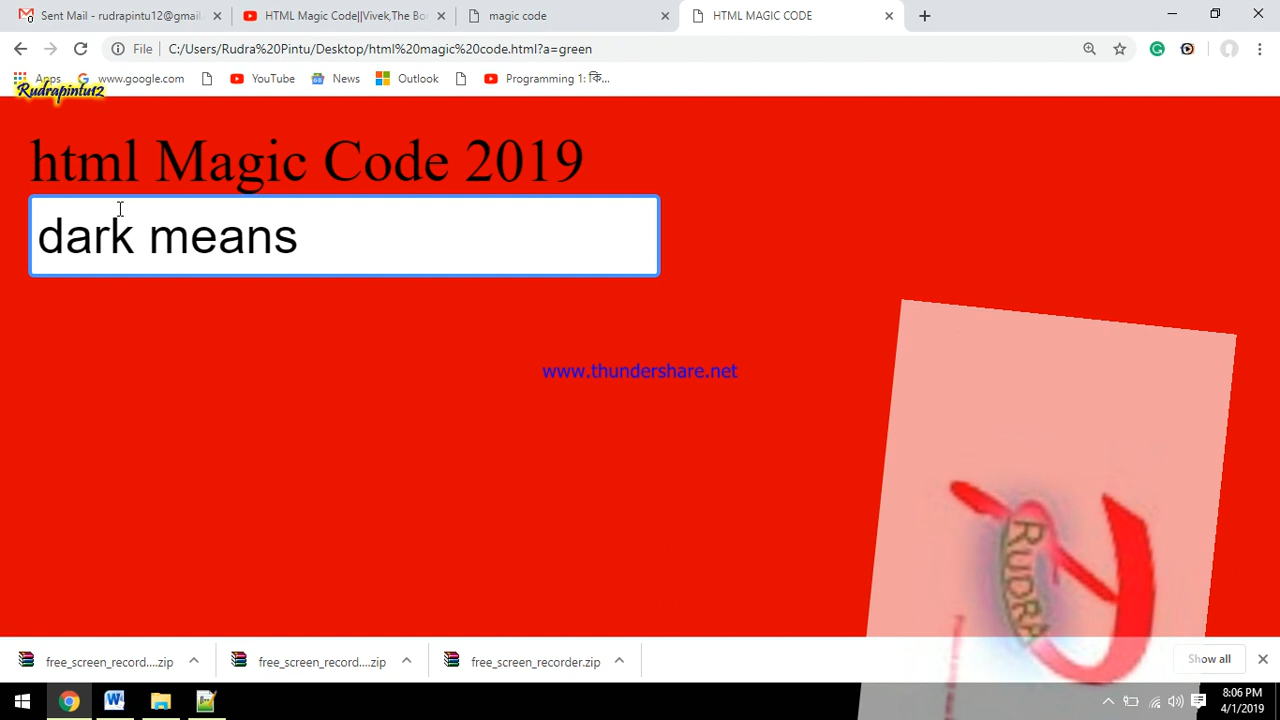 Sent Mail - rudrapintu12@gmail.
HTML Magic Code||Vivek,The Bo
magic code
HTML MAGIC CODE
File
C:/Users/Rudra%20Pintu/Desktop/html%20magic%20code.html?a=green
Apps
www.google.com
YouTube
News
Outlook
Programming 1: কি...
Rudrapintu12
html Magic Code 2019
dark means
www.thundershare.net
RUDRA
free_screen_record....zip
free_screen_record....zip
free_screen_recorder.zip
Show all
8:06 PM
4/1/2019